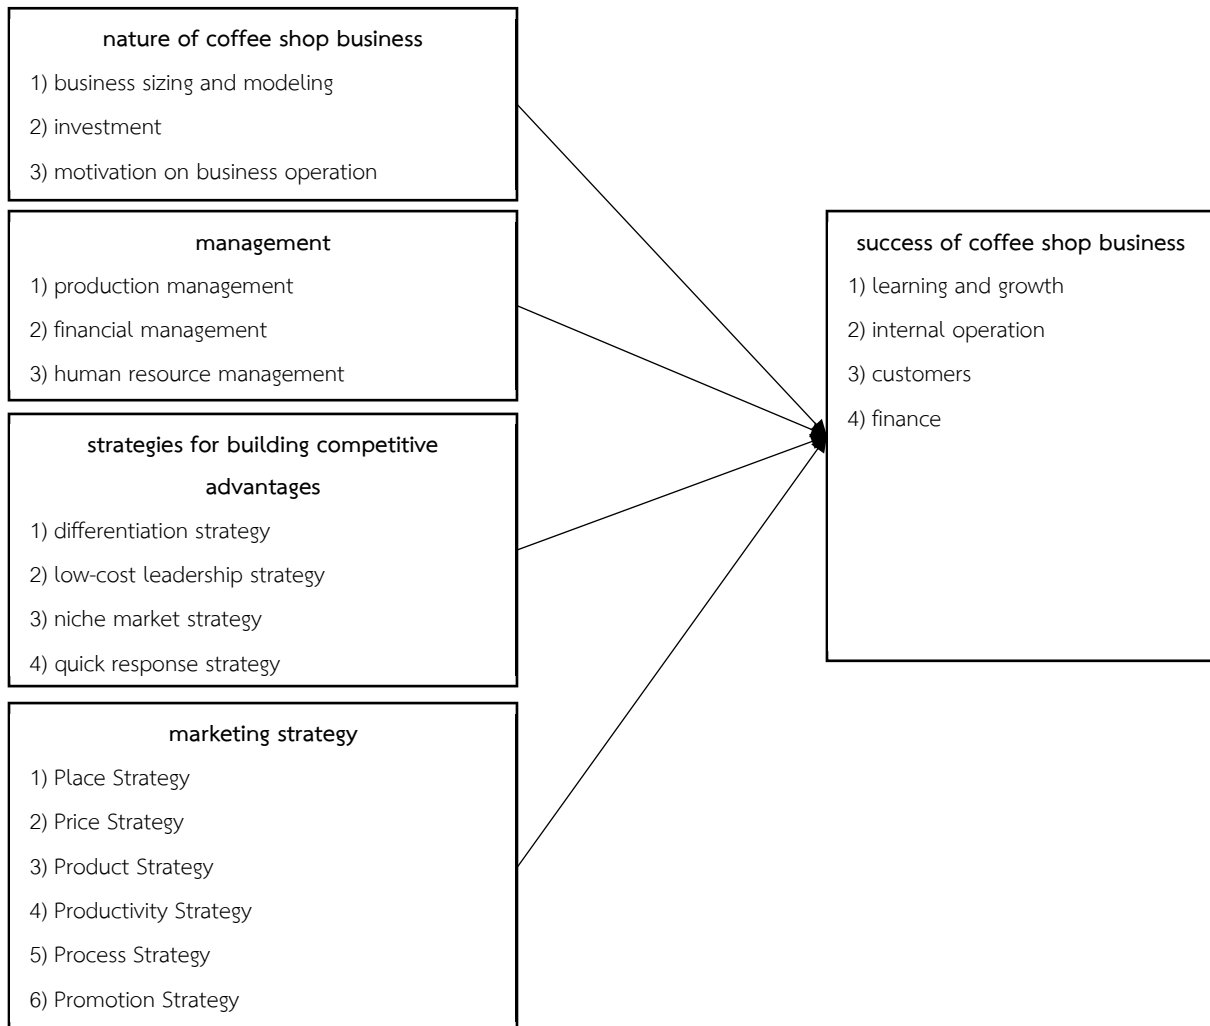 nature of coffee shop business
1) business sizing and modeling
2) investment
3) motivation on business operation
management
1) production management
2) financial management
3) human resource management
strategies for building competitive
advantages
1) differentiation strategy
2) low-cost leadership strategy
3) niche market strategy
4) quick response strategy
marketing strategy
1) Place Strategy
2) Price Strategy
3) Product Strategy
4) Productivity Strategy
5) Process Strategy
6) Promotion Strategy
success of coffee shop business
1) learning and growth
2) internal operation
3) customers
4) finance